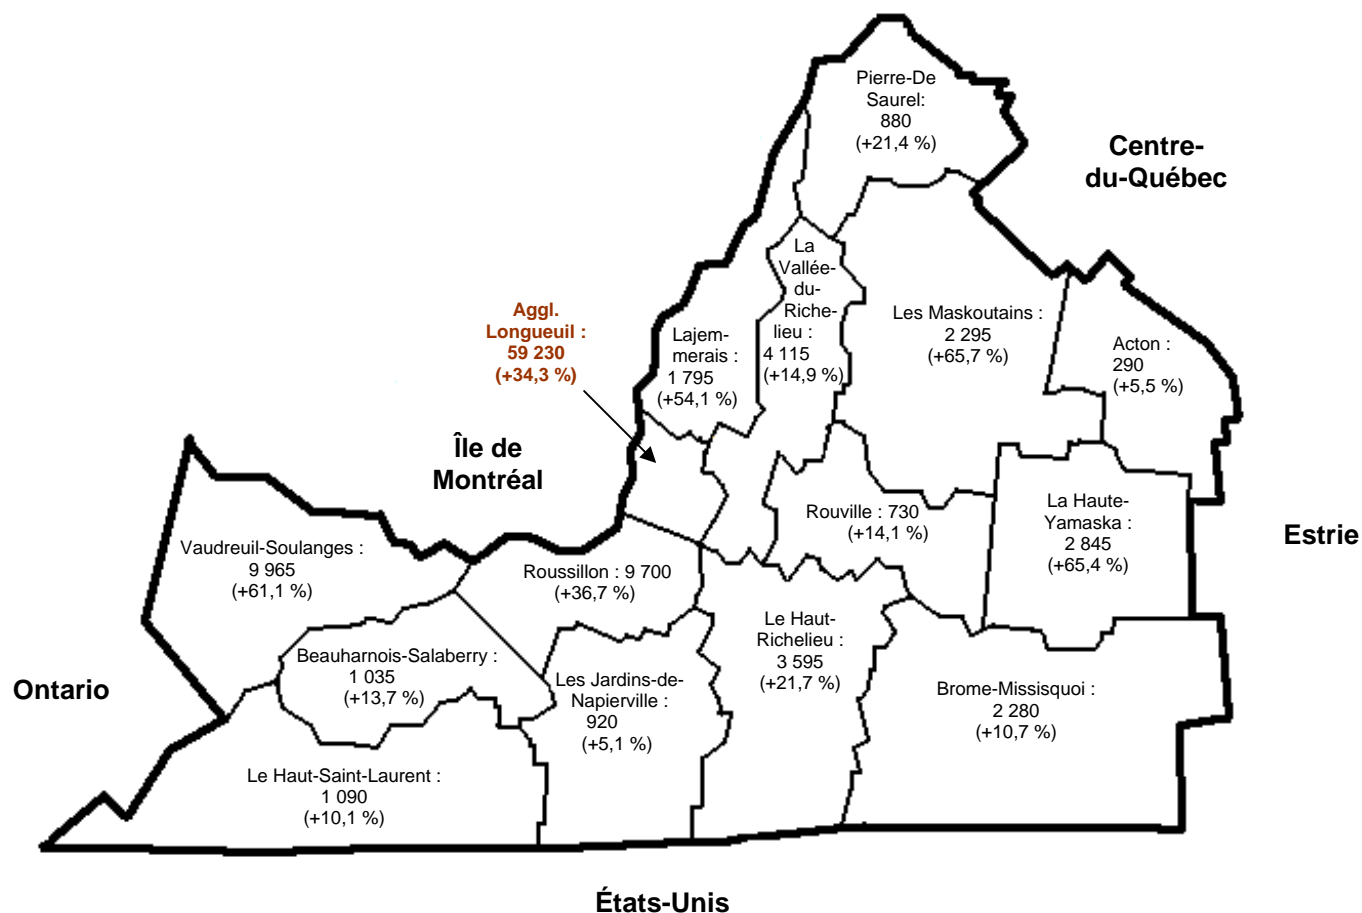 Pierre-De
Saurel:
880
(+21,4 %)
Centre-
du-Québec
La
Vallée-
du-
Riche-
lieu :
4 115
(+14,9 %)
Les Maskoutains :
2 295
(+65,7 %)
Acton :
290
(+5,5 %)
Aggl.
Longueuil :
59 230
(+34,3 %)
Lajem-
merais :
1 795
(+54,1 %)
Île de
Montréal
Rouville : 730
(+14,1 %)
La Haute-
Yamaska :
2 845
(+65,4 %)
Estrie
Vaudreuil-Soulanges :
9 965
(+61,1 %)
Roussillon : 9 700
(+36,7 %)
Le Haut-
Richelieu :
3 595
(+21,7 %)
Beauharnois-Salaberry :
1 035
(+13,7 %)
Les Jardins-de-
Napierville :
920
(+5,1 %)
Brome-Missisquoi :
2 280
(+10,7 %)
Ontario
Le Haut-Saint-Laurent :
1 090
(+10,1 %)
États-Unis